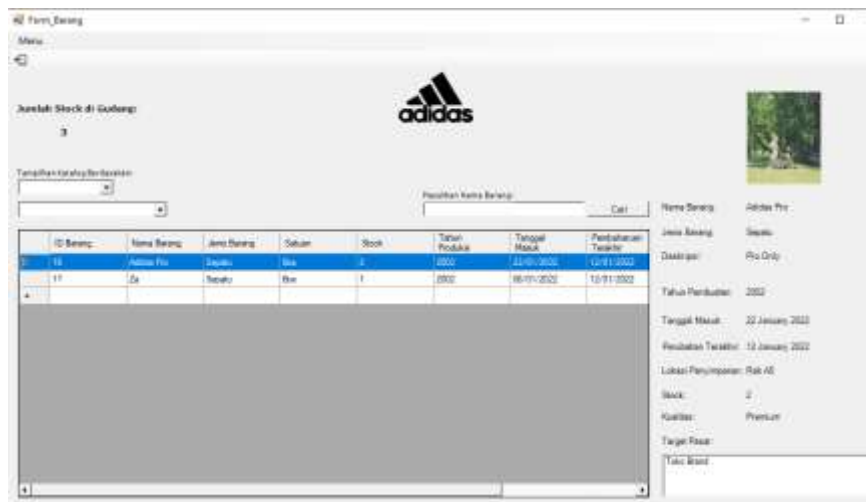 Form_Barang
Menu
Jumlah Stock di Gudang:
3
adidas
Tampilkan Katalog Berdasarkan:
Masukkan Nama Barang:
Cari
ID Barang Nama Barang Jenis Barang Satuan Stock Tahun Produksi Tanggal Masuk Terakhir
16 Adidas Pro Sepatu Box 2 2002 22/01/2022 12/01/2022
17 Za Sepatu Box 1 2002 06/01/2022 12/01/2022
Nama Barang: Adidas Pro
Jenis Barang: Sepatu
Deskripsi: Pro Only
Tahun Pembuatan: 2002
Tanggal Masuk: 22 January 2022
Perubahan Terakhir: 12 January 2022
Lokasi Penyimpanan: Rak A5
Stock: 2
Kualitas: Premium
Target Pasar:
Toko Brand